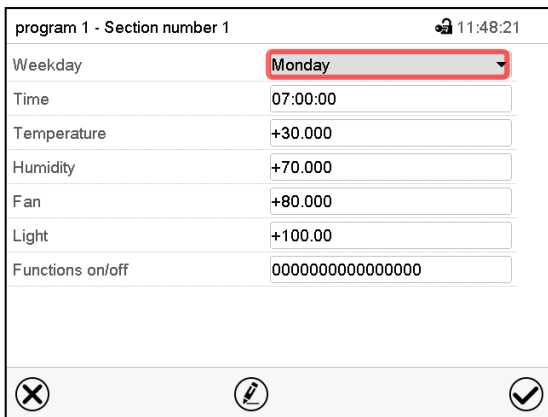 program 1 - Section number 1 11:48:21
Weekday Monday
Time 07:00:00
Temperature +30.000
Humidity +70.000
Fan +80.000
Light +100.00
Functions on/off 0000000000000000